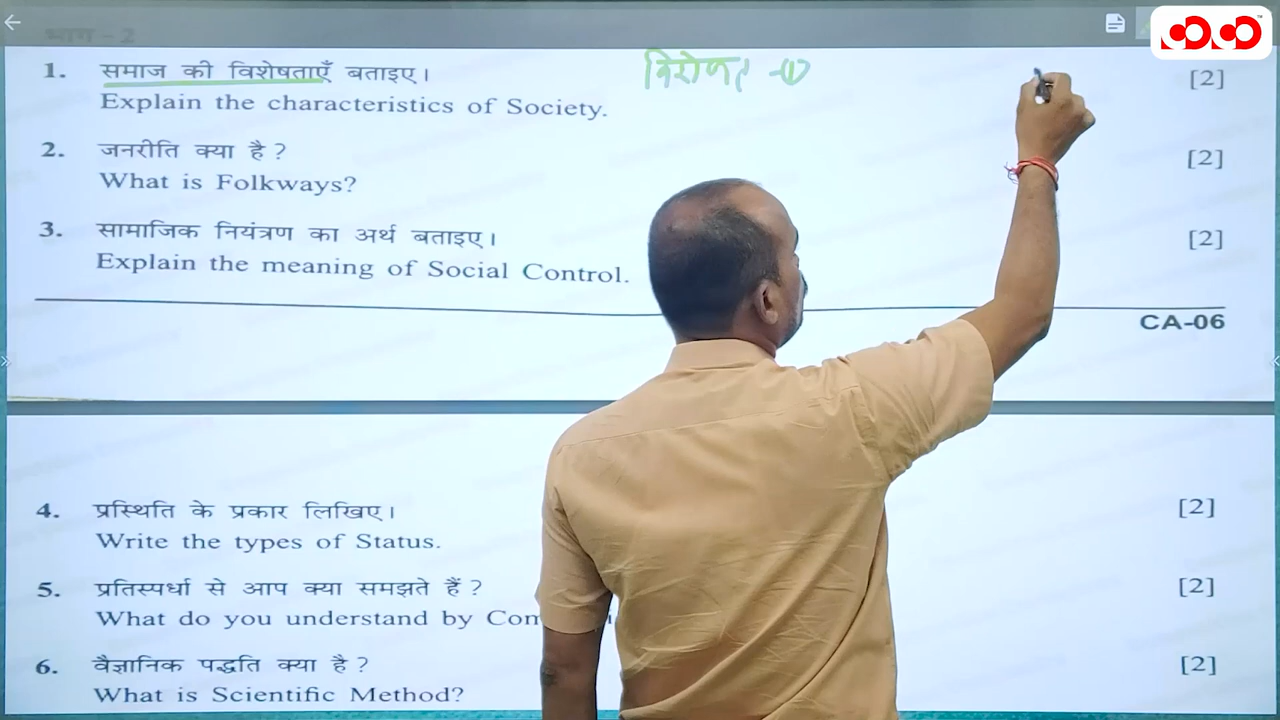 भाग - 2
1. समाज की विशेषताएँ बताइए। [2]
Explain the characteristics of Society.
2. जनरीति क्या है ? [2]
What is Folkways?
3. सामाजिक नियंत्रण का अर्थ बताइए। [2]
Explain the meaning of Social Control.
CA-06
4. प्रस्थिति के प्रकार लिखिए। [2]
Write the types of Status.
5. प्रतिस्पर्धा से आप क्या समझते हैं ? [2]
What do you understand by Com
6. वैज्ञानिक पद्धति क्या है ? [2]
What is Scientific Method?